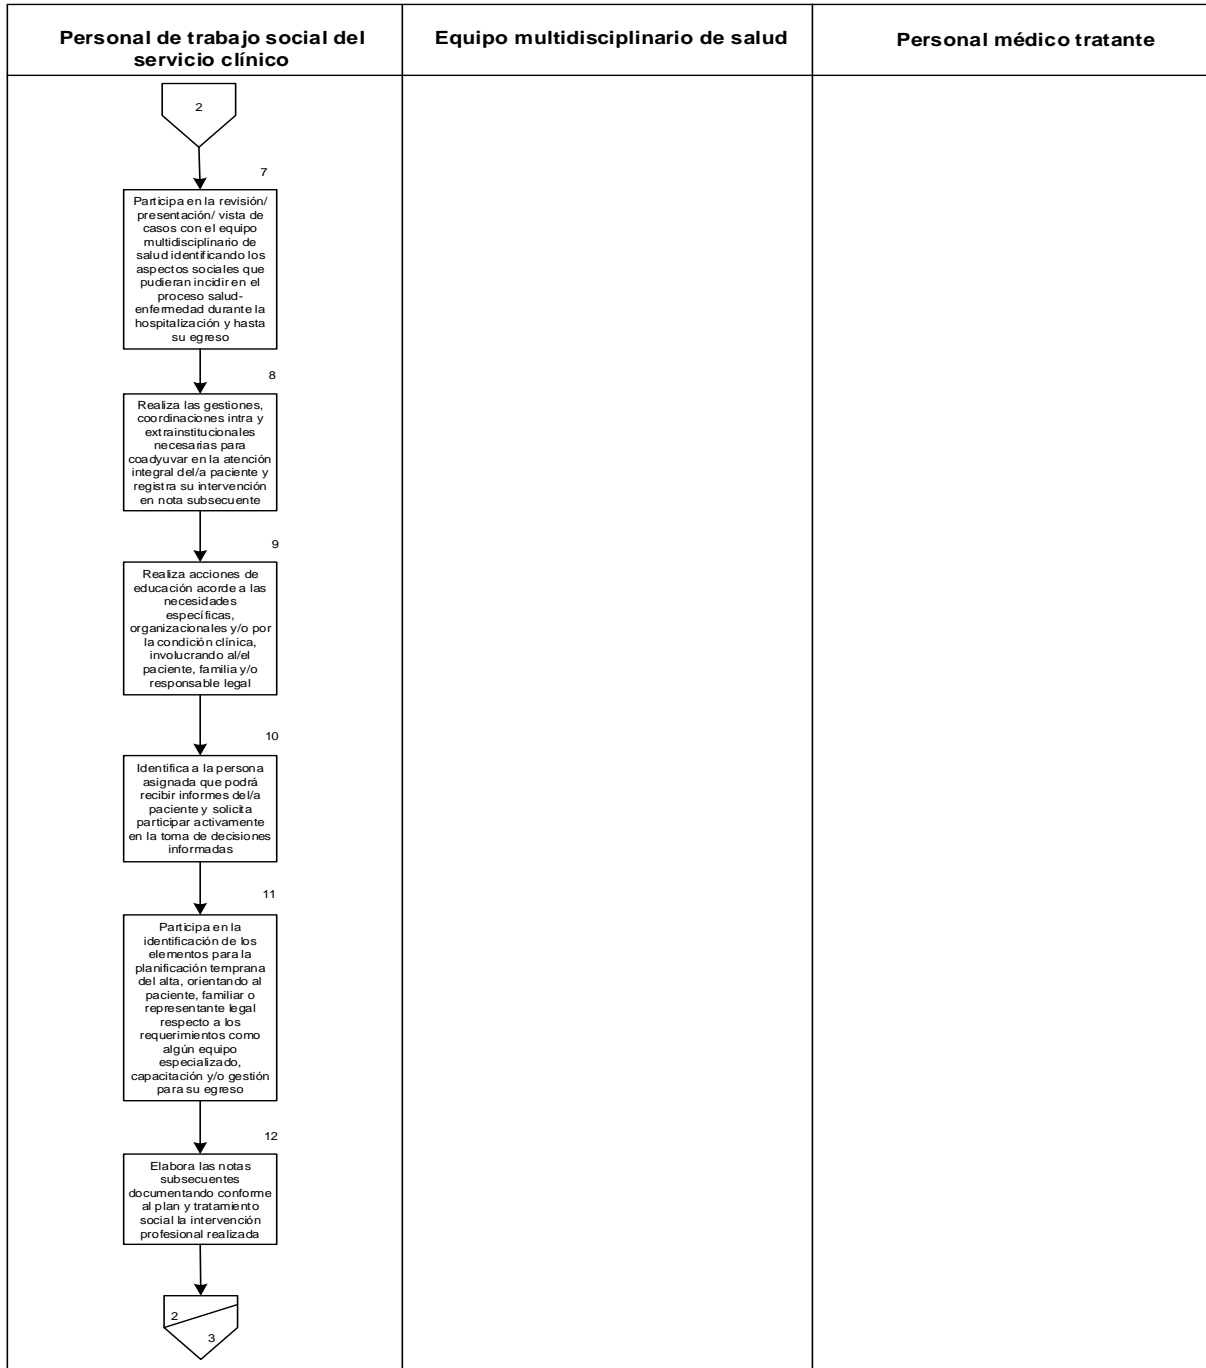 Personal de trabajo social del
servicio clínico
Equipo multidisciplinario de salud
Personal médico tratante
2
7
Participa en la revisión/
presentación/ vista de
casos con el equipo
multidisciplinario de
salud identificando los
aspectos sociales que
pudieran incidir en el
proceso salud-
enfermedad durante la
hospitalización y hasta
su egreso
8
Realiza las gestiones,
coordinaciones intra y
extrainstitucionales
necesarias para
coadyuvar en la atención
integral del/a paciente y
registra su intervención
en nota subsecuente
9
Realiza acciones de
educación acorde a las
necesidades
específicas,
organizacionales y/o por
la condición clínica,
involucrando al/el
paciente, familia y/o
responsable legal
10
Identifica a la persona
asignada que podrá
recibir informes del/a
paciente y solicita
participar activamente
en la toma de decisiones
informadas
11
Participa en la
identificación de los
elementos para la
planificación temprana
del alta, orientando al
paciente, familiar o
representante legal
respecto a los
requerimientos como
algún equipo
especializado,
capacitación y/o gestión
para su egreso
12
Elabora las notas
subsecuentes
documentando conforme
al plan y tratamiento
social la intervención
profesional realizada
2
3